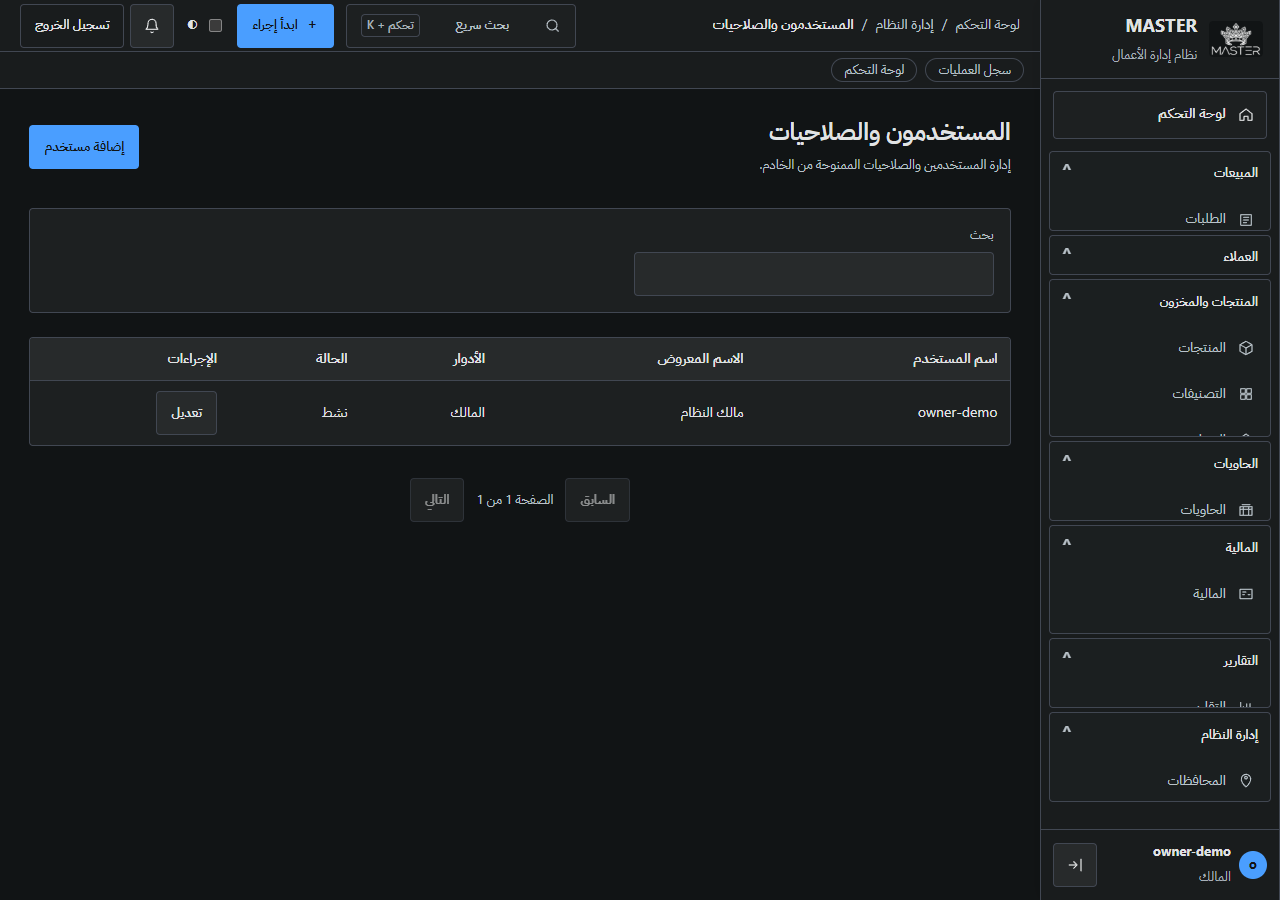 MASTER
MASTER
نظام إدارة الأعمال
لوحة التحكم / إدارة النظام / المستخدمون والصلاحيات
بحث سريع
تحكم + K
+ ابدأ إجراء
تسجيل الخروج
سجل العمليات
لوحة التحكم
لوحة التحكم
المبيعات
الطلبات
العملاء
المنتجات والمخزون
المنتجات
التصنيفات
الحاويات
الحاويات
المالية
المالية
التقارير
إدارة النظام
المحافظات
owner-demo
المالك
o
المستخدمون والصلاحيات
إدارة المستخدمين والصلاحيات الممنوحة من الخادم.
إضافة مستخدم
بحث
اسم المستخدم الاسم المعروض الأدوار الحالة الإجراءات
owner-demo مالك النظام المالك نشط تعديل
السابق الصفحة 1 من 1 التالي